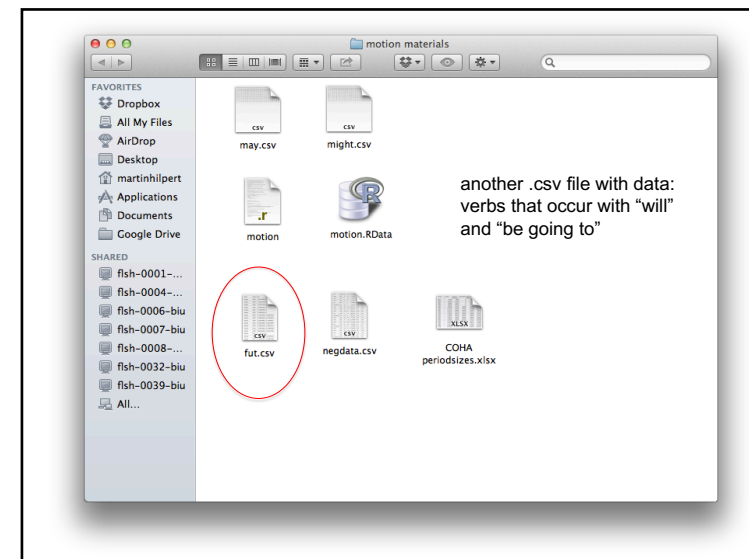 motion materials
FAVORITES
Dropbox
All My Files
AirDrop
Desktop
martinhilpert
Applications
Documents
Google Drive
SHARED
flsh-0001-...
flsh-0004-...
flsh-0006-biu
flsh-0007-biu
flsh-0008-...
flsh-0032-biu
flsh-0039-biu
All...
CSV
may.csv
CSV
might.csv
.r
motion
R
motion.RData
another .csv file with data:
verbs that occur with “will”
and “be going to”
CSV
fut.csv
CSV
negdata.csv
XLSX
COHA
periodsizes.xlsx